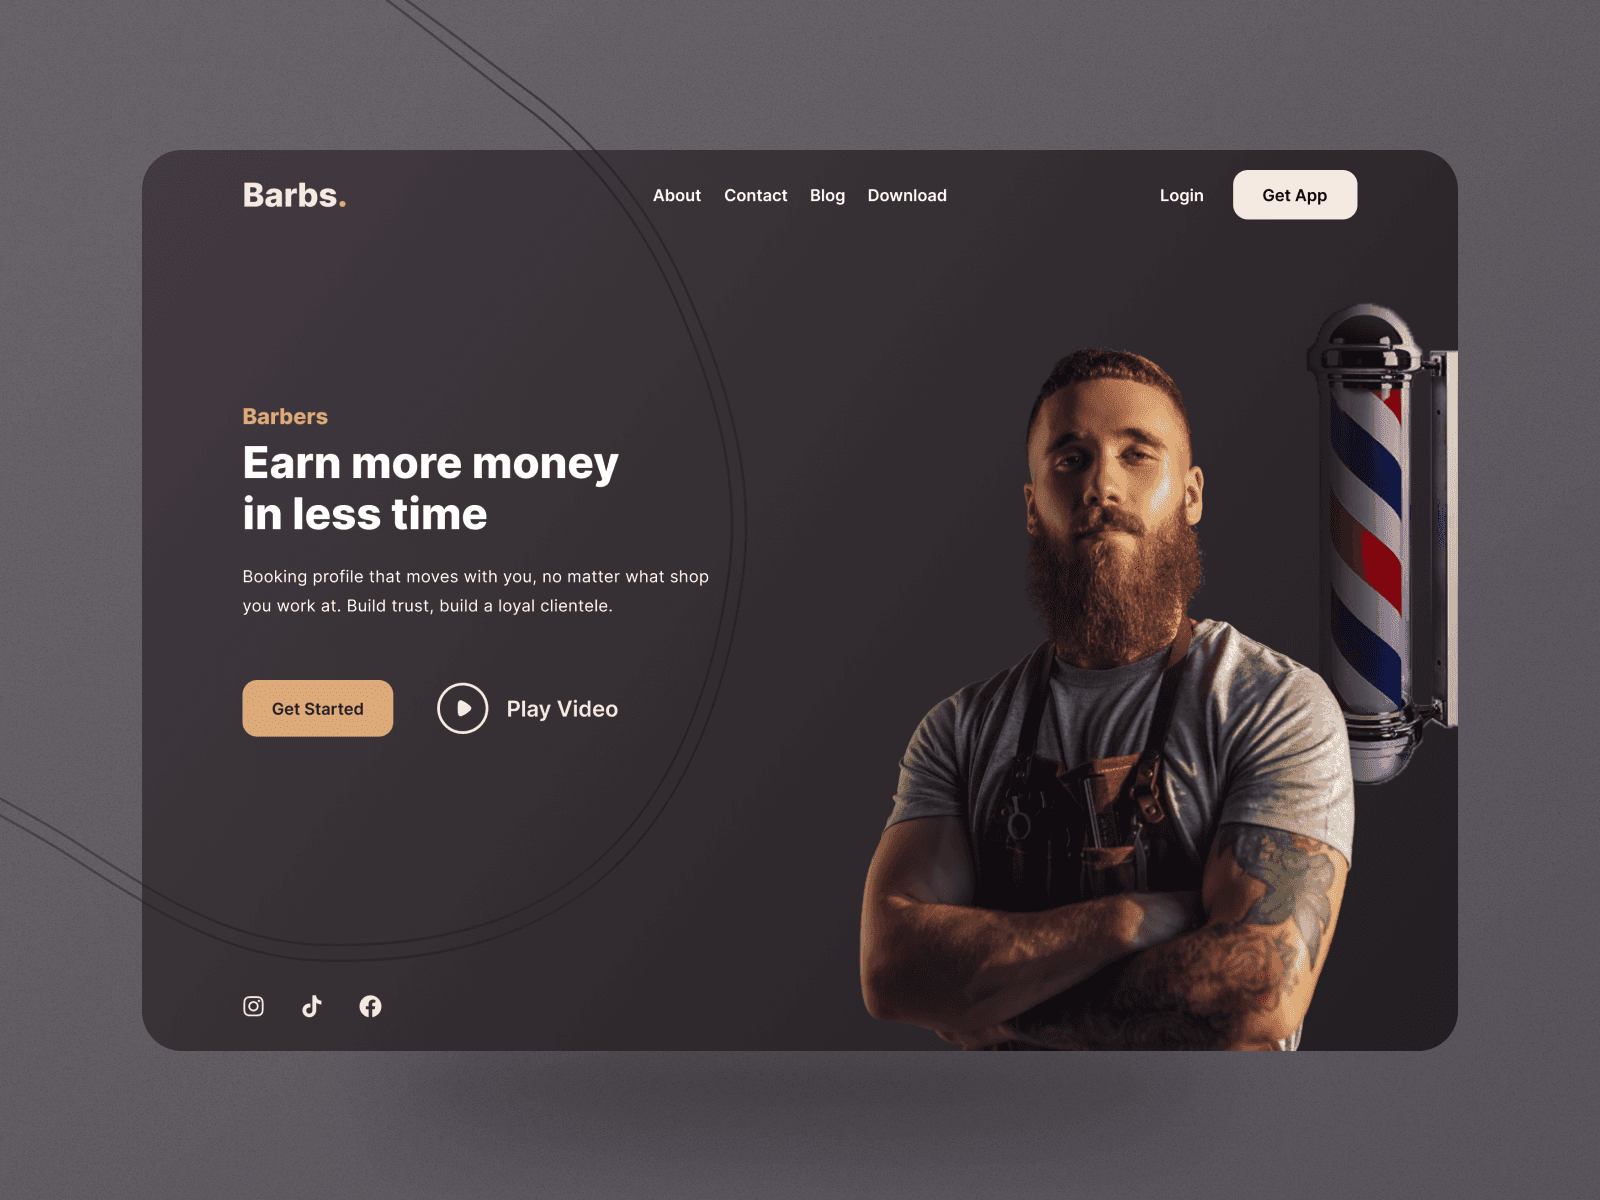 Barbs.
About Contact Blog Download
Login
Get App
Barbers
Earn more money
in less time
Booking profile that moves with you, no matter what shop
you work at. Build trust, build a loyal clientele.
Get Started
Play Video